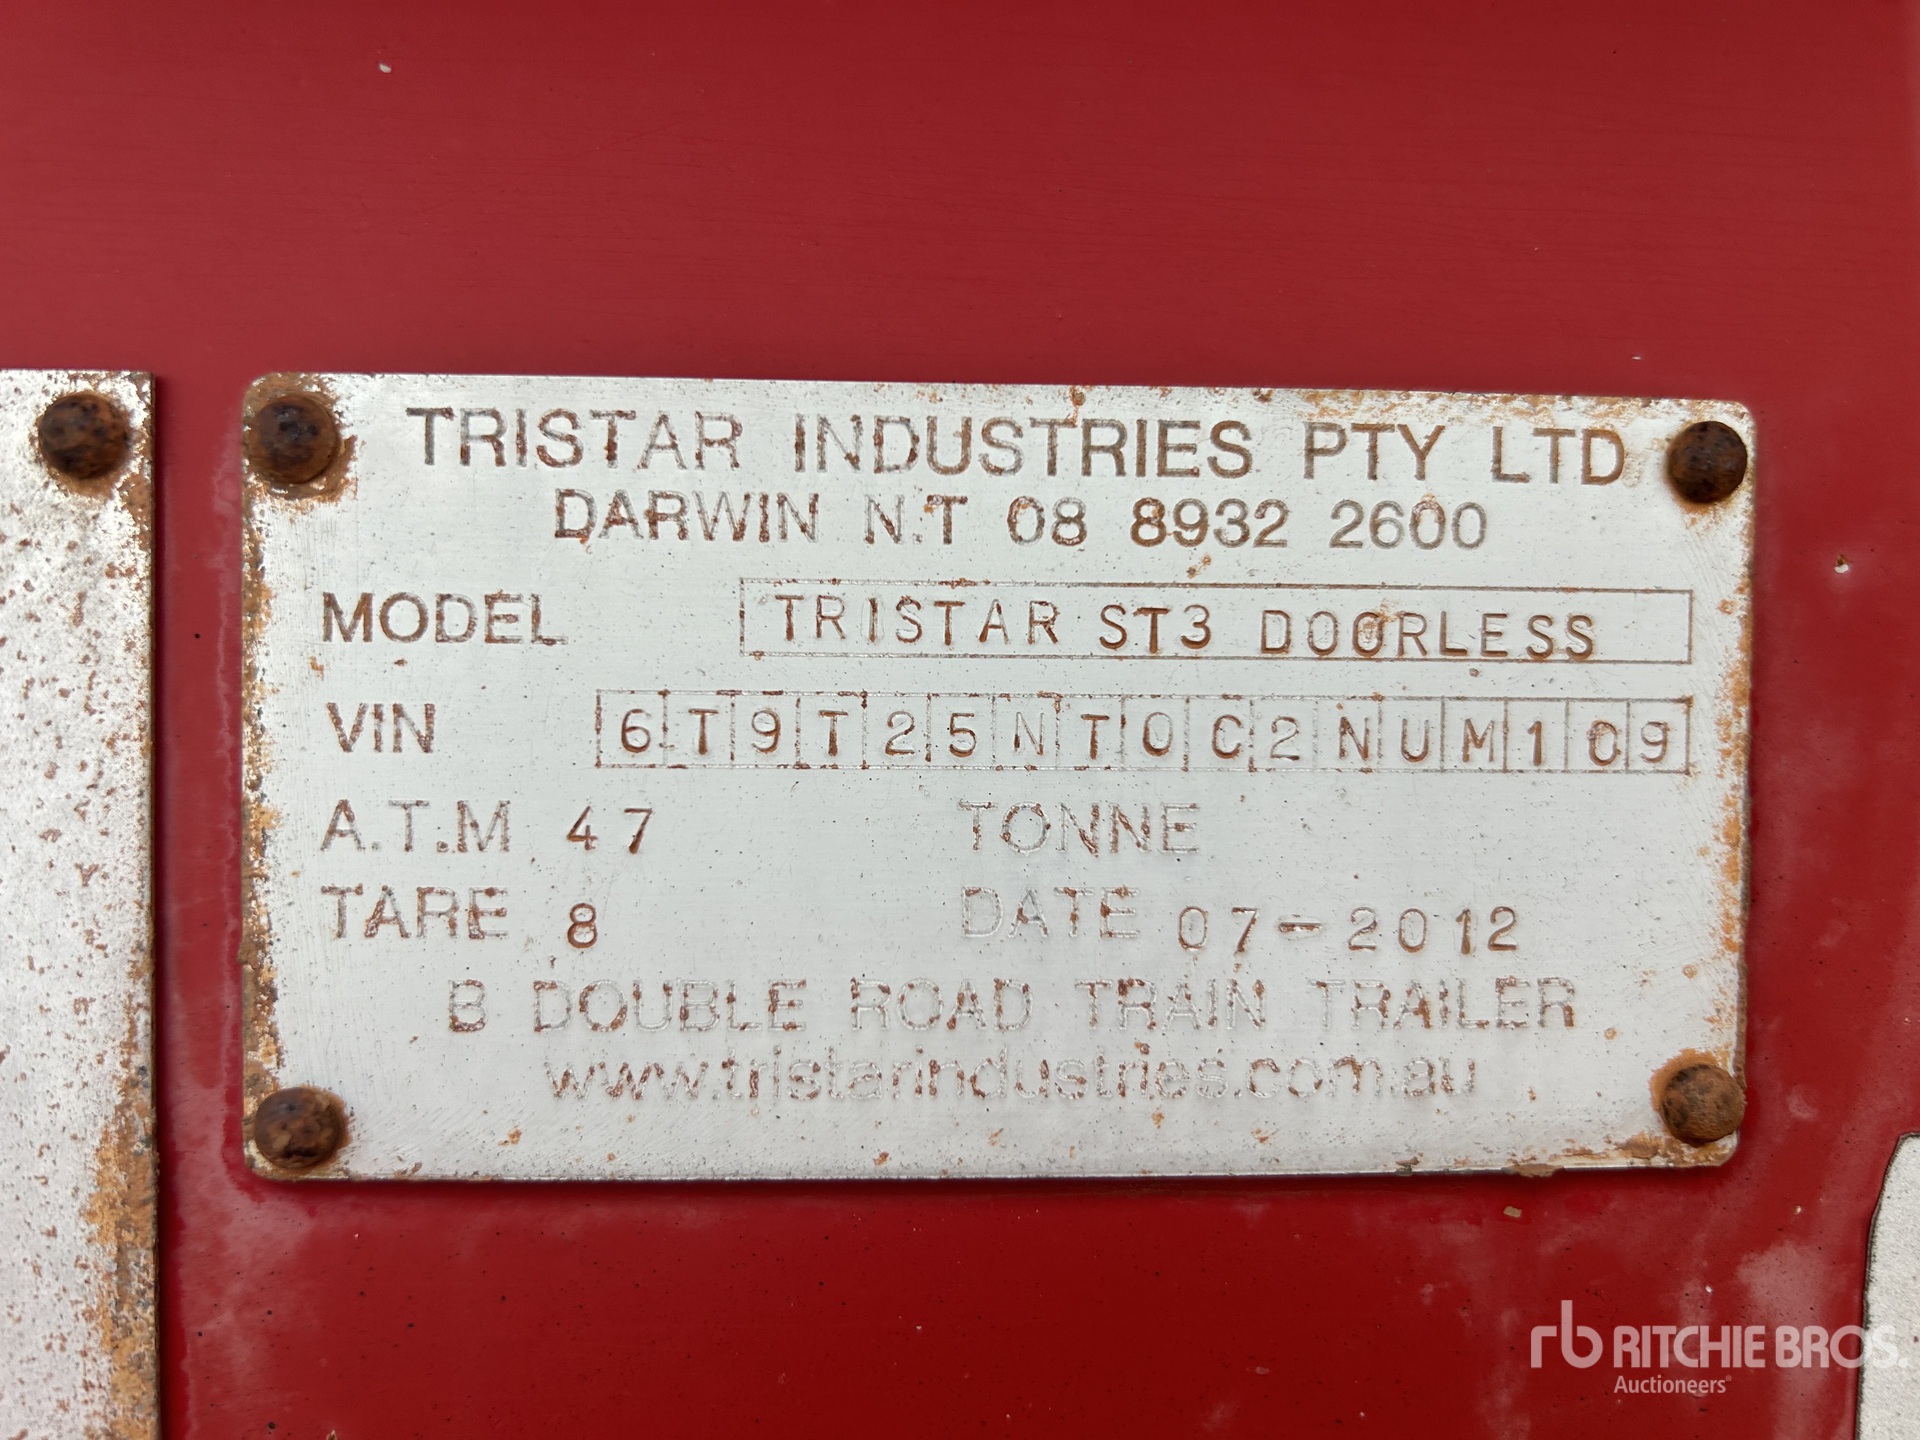 TRISTAR INDUSTRIES PTY LTD
DARWIN N.T 08 8932 2600
MODEL TRISTAR ST3 DOORLESS
VIN 6T9T25NT0C2NUM109
A.T.M 47 TONNE
TARE 8 DATE 07-2012
B DOUBLE ROAD TRAIN TRAILER
www.tristarindustries.com.au
rb RITCHIE BROS.
Auctioneers